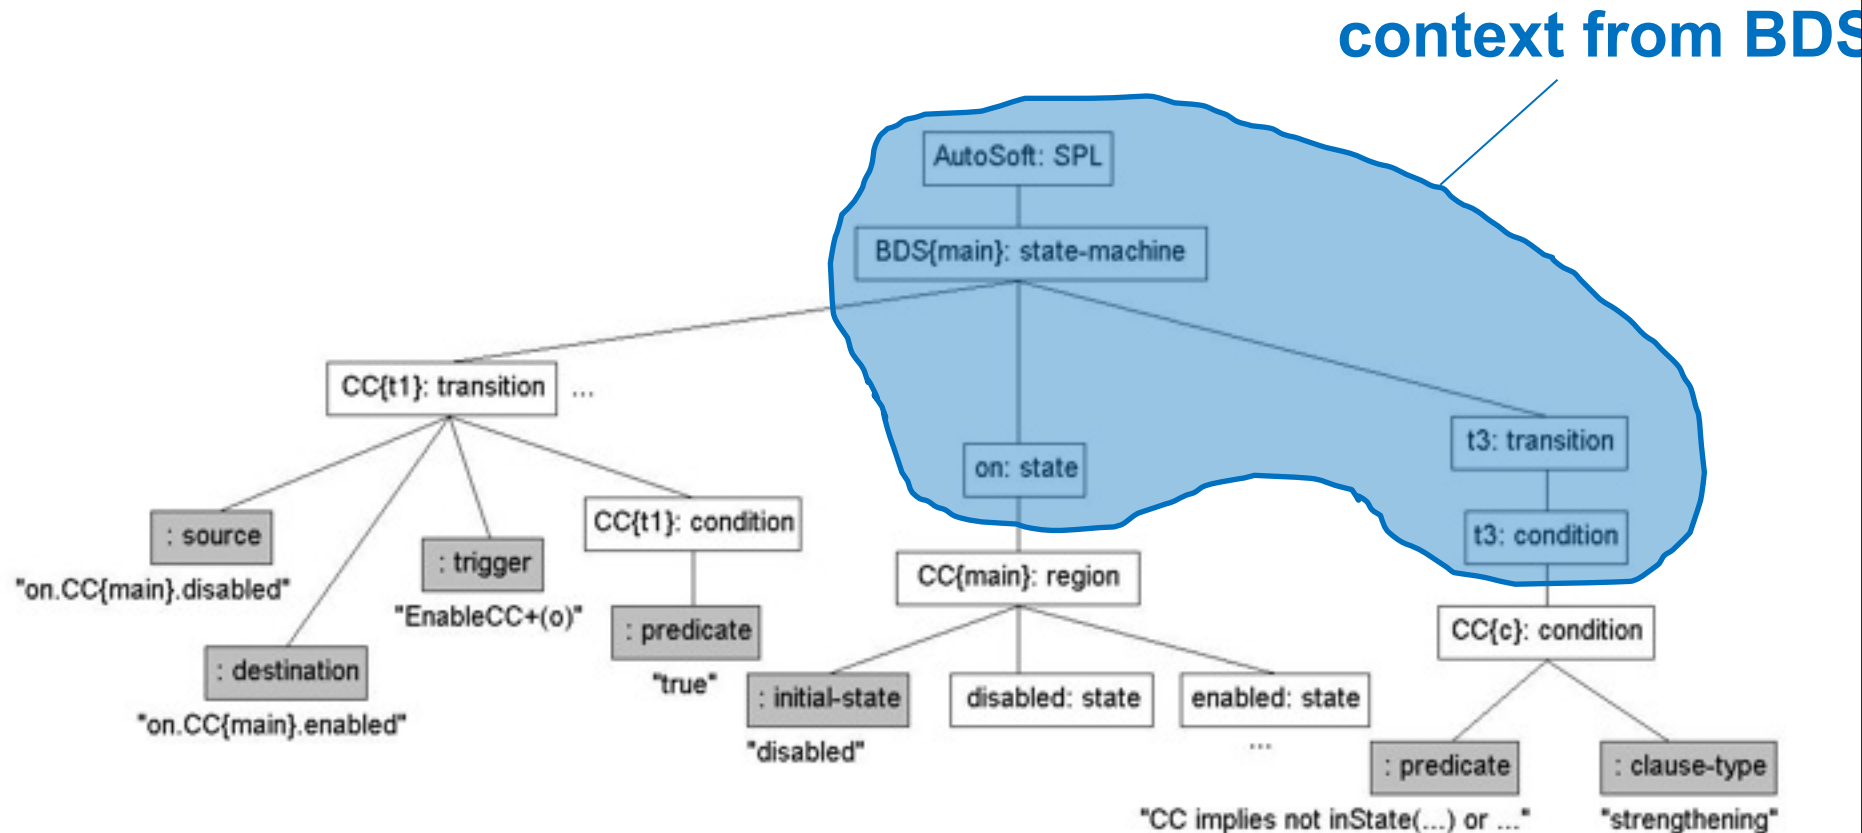 context from BDS
AutoSoft: SPL
BDS{main}: state-machine
CC{t1}: transition ...
on: state
t3: transition
: source
"on.CC{main}.disabled"
: destination
"on.CC{main}.enabled"
: trigger
"EnableCC+(o)"
CC{t1}: condition
: predicate
"true"
t3: condition
CC{main}: region
: initial-state
"disabled"
disabled: state
enabled: state
...
CC{c}: condition
: predicate
"CC implies not inState(...) or ..."
: clause-type
"strengthening"